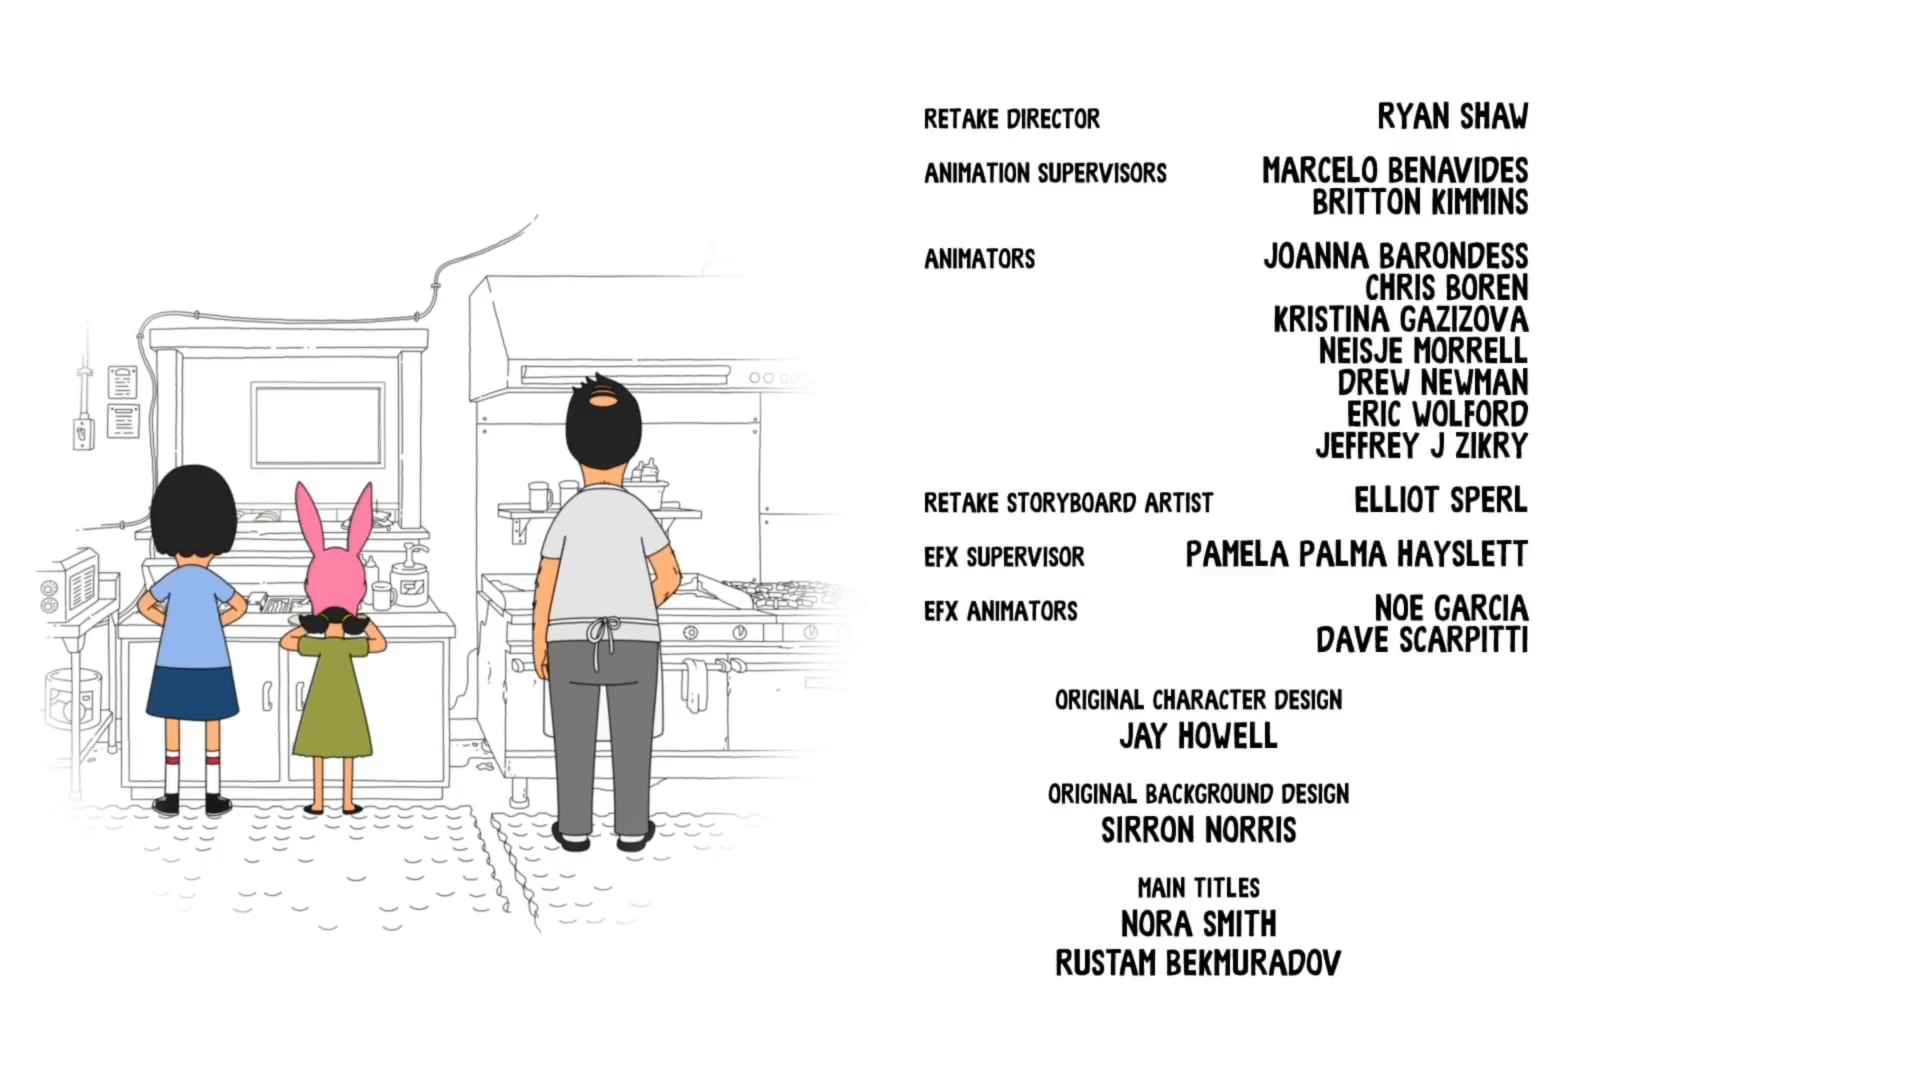 RETAKE DIRECTOR RYAN SHAW
ANIMATION SUPERVISORS MARCELO BENAVIDES
BRITTON KIMMINS
ANIMATORS JOANNA BARONDESS
CHRIS BOREN
KRISTINA GAZIZOVA
NEISJE MORRELL
DREW NEWMAN
ERIC WOLFORD
JEFFREY J ZIKRY
RETAKE STORYBOARD ARTIST ELLIOT SPERL
EFX SUPERVISOR PAMELA PALMA HAYSLETT
EFX ANIMATORS NOE GARCIA
DAVE SCARPITTI
ORIGINAL CHARACTER DESIGN
JAY HOWELL
ORIGINAL BACKGROUND DESIGN
SIRRON NORRIS
MAIN TITLES
NORA SMITH
RUSTAM BEKMURADOV